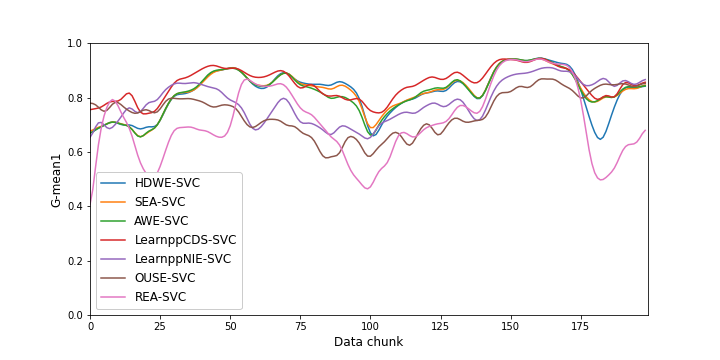 1.0
0.8
0.6
0.4
0.2
0.0
G-mean1
HDWE-SVC
SEA-SVC
AWE-SVC
LearnppCDS-SVC
LearnppNIE-SVC
OUSE-SVC
REA-SVC
0 25 50 75 100 125 150 175
Data chunk